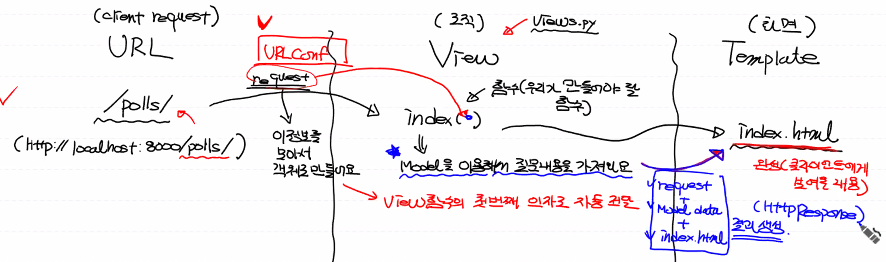 (client request)
URL
URLConf
request
/polls/
(http://localhost:8000/polls/)
이정보를
모아서
객체로 만들어요
(로직)
View
views.py
함수(우리가 만들어야 할
함수)
index( )
Model을 이용해서 질문내용을 가져와요
View함수의 첫번째 인자로 자동 전달
(화면)
Template
index.html
완성(클라이언트에게
보여줄 내용)
request
+
Model data
+
index.html
(HttpResponse)
결과 생성.